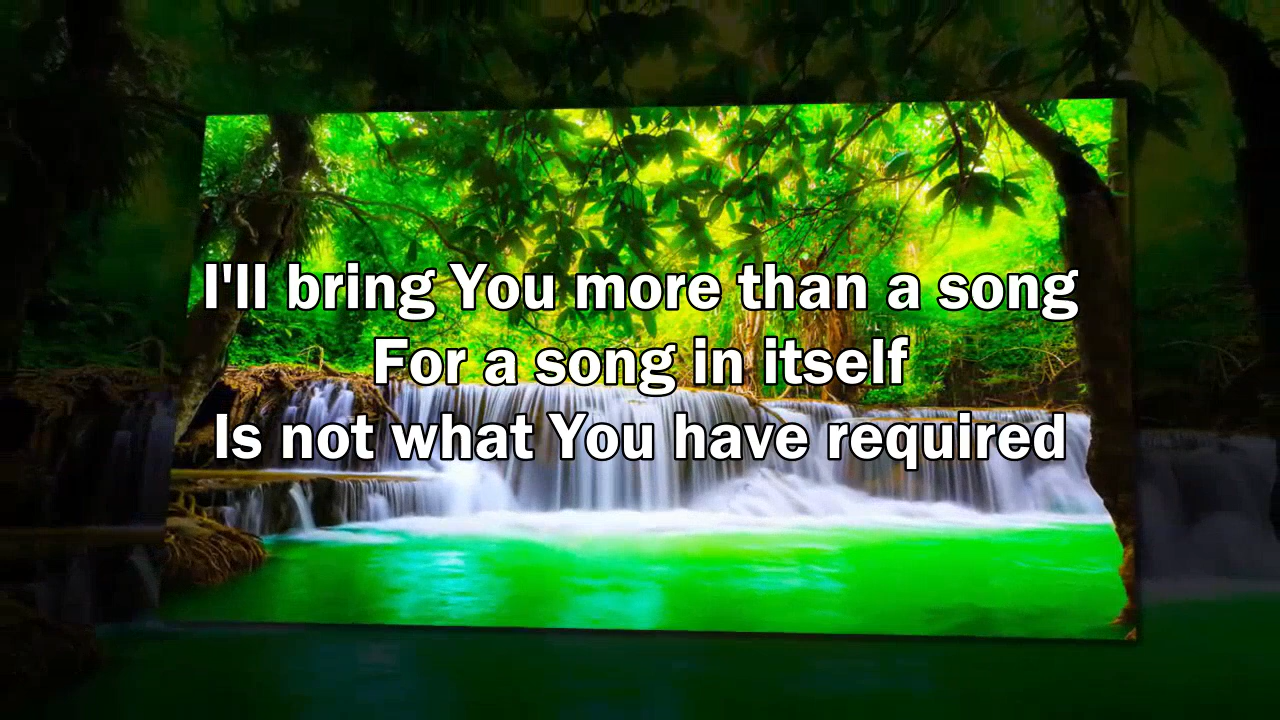 I'll bring You more than a song
For a song in itself
Is not what You have required